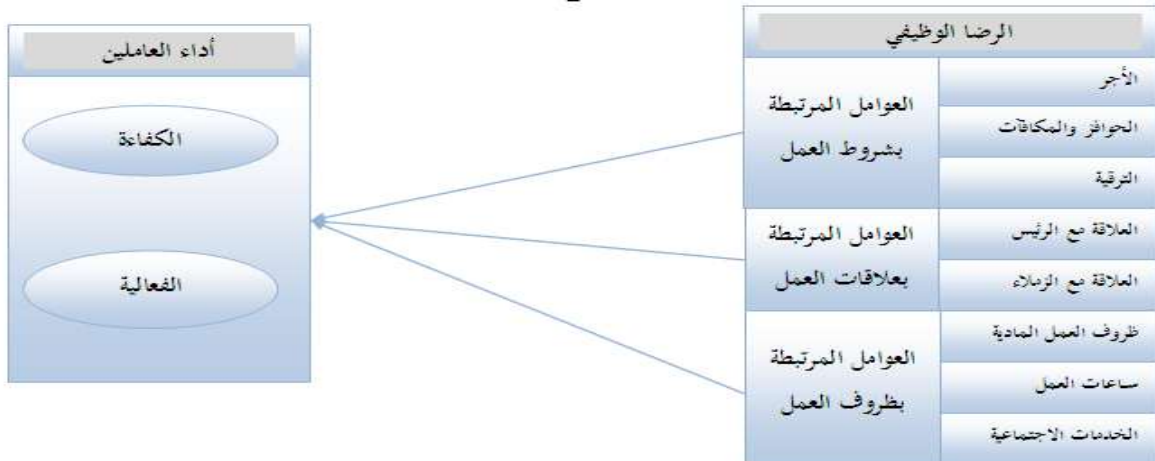 الرضا الوظيفي
العوامل المرتبطة
بشروط العمل
الأجر
الحوافز والمكافآت
الترقية
العوامل المرتبطة
بعلاقات العمل
العلاقة مع الرئيس
العلاقة مع الزملاء
العوامل المرتبطة
بظروف العمل
ظروف العمل المادية
ساعات العمل
الخدمات الاجتماعية
أداء العاملين
الكفاءة
الفعالية